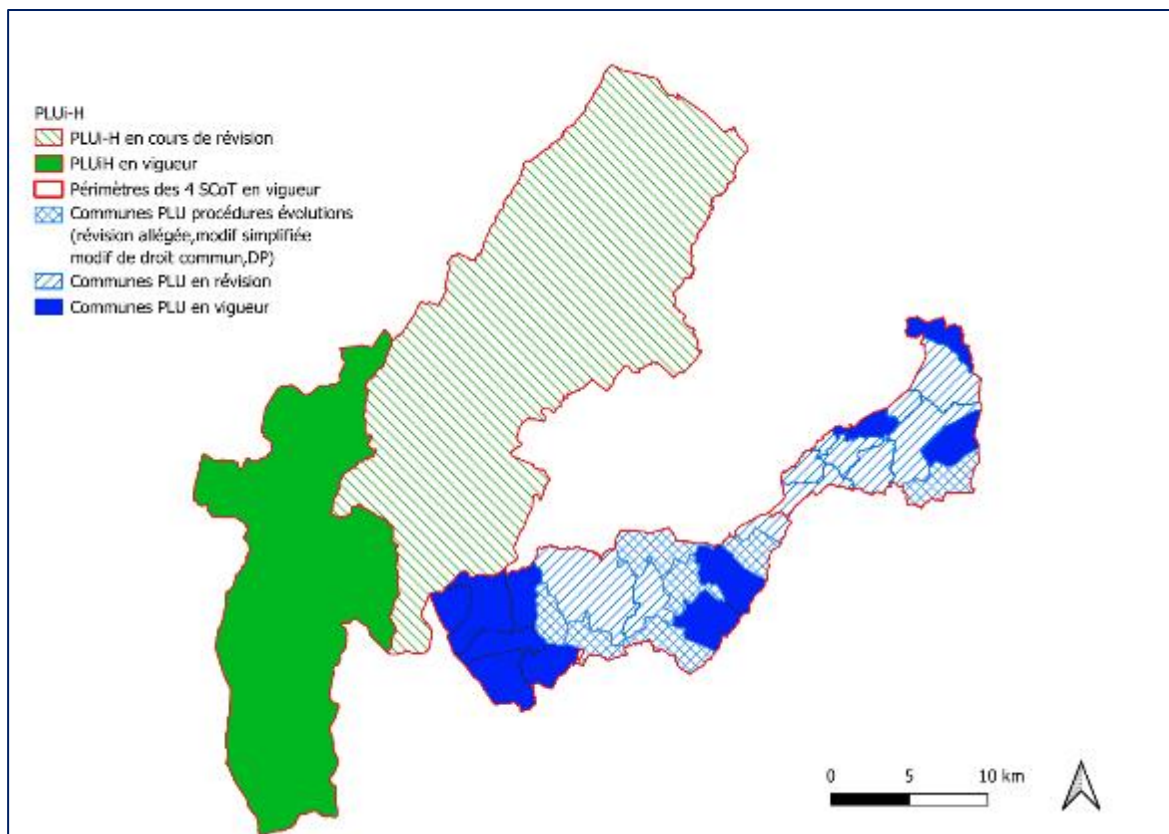 PLUi-H
PLUi-H en cours de révision
PLUiH en vigueur
Périmètres des 4 SCoT en vigueur
Communes PLU procédures évolutions
(révision allégée,modif simplifiée
modif de droit commun,DP)
Communes PLU en révision
Communes PLU en vigueur
0 5 10 km